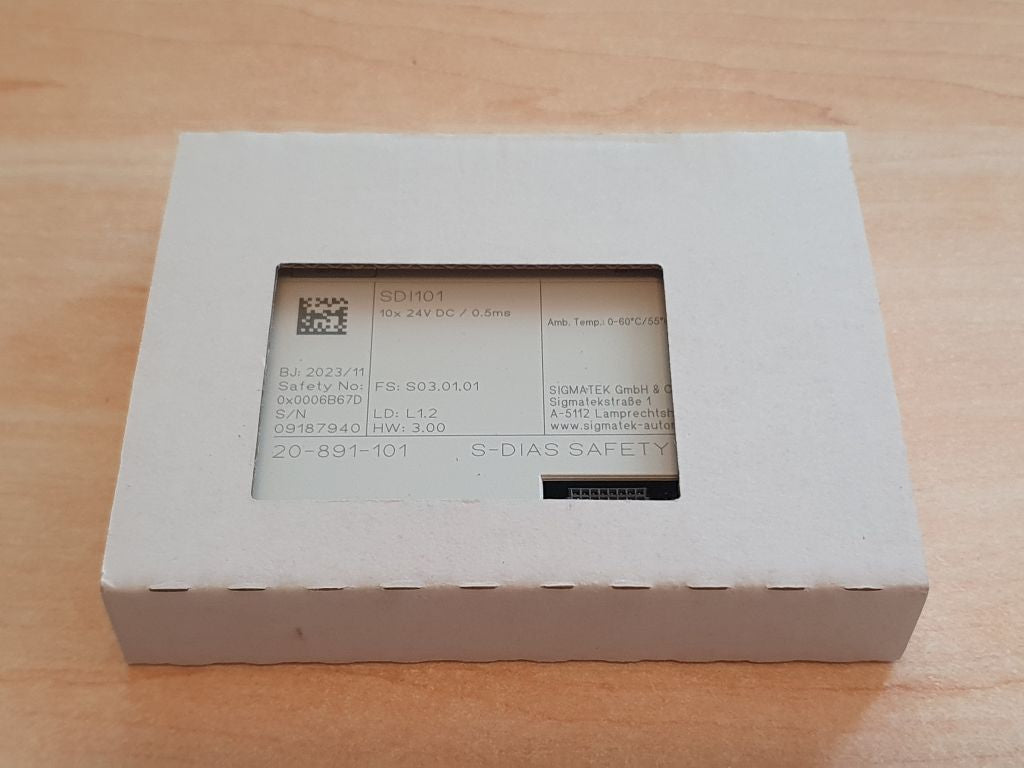 SDI101
10x 24V DC / 0.5ms
Amb. Temp.: 0-60°C/55°
BJ: 2023/11
Safety No:
0x0006B67D
S/N
09187940
FS: S03.01.01
LD: L1.2
HW: 3.00
SIGMATEK GmbH & C
Sigmatekstraße 1
A-5112 Lamprechtsh
www.sigmatek-autor
20-891-101 S-DIAS SAFETY